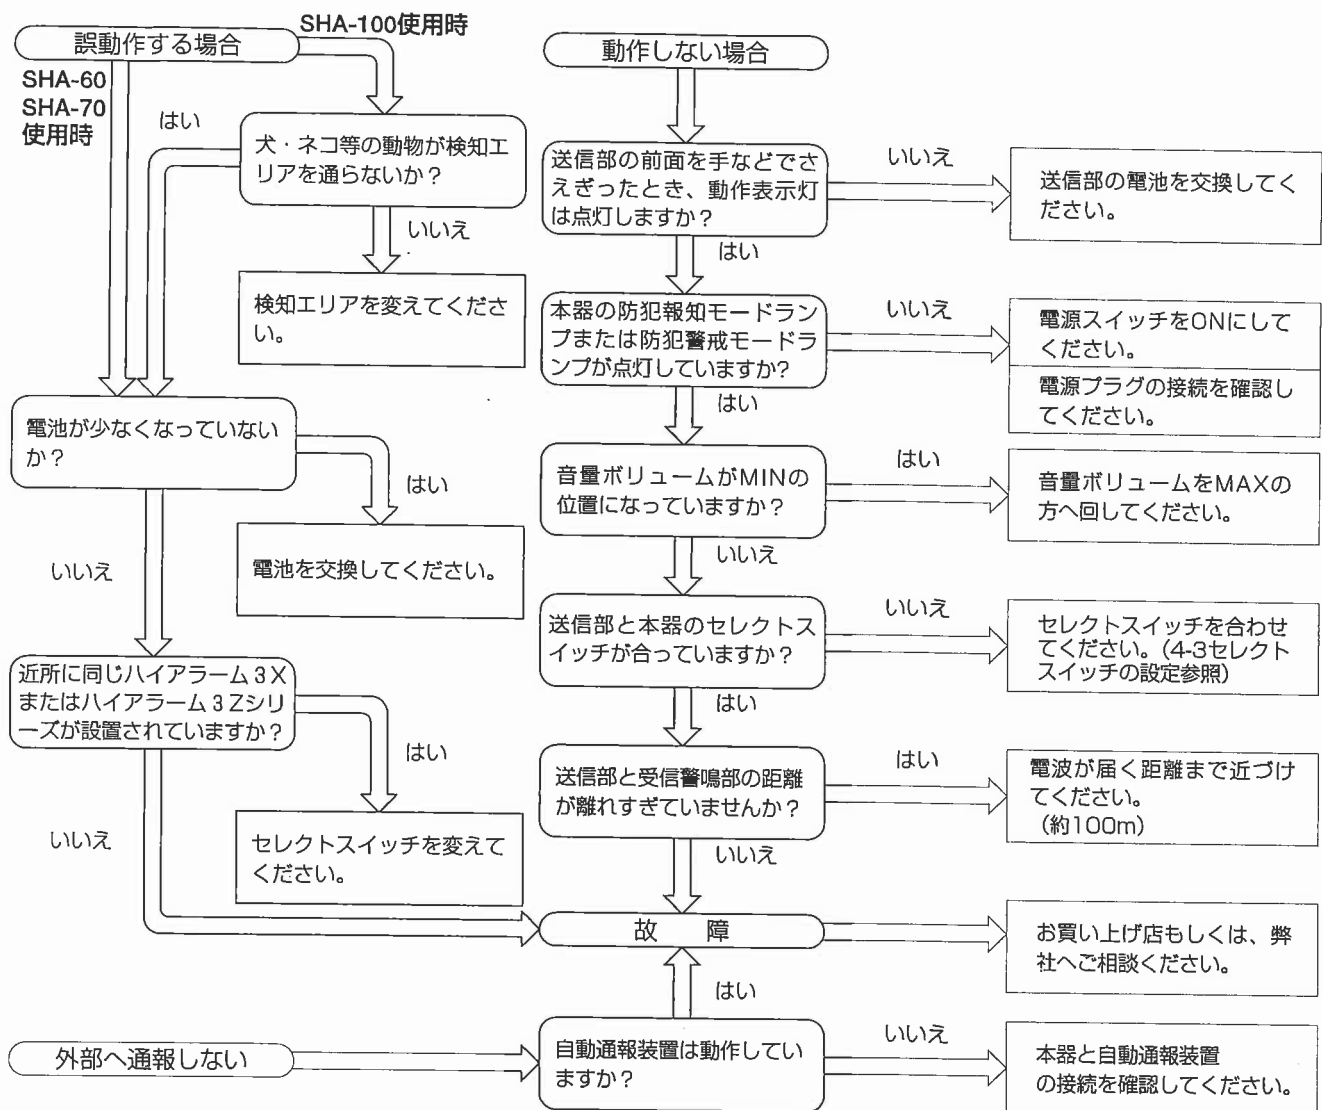 誤動作する場合
SHA-100使用時
SHA-60
SHA-70
使用時
はい
犬・ネコ等の動物が検知エ
リアを通らないか？
いいえ
検知エリアを変えてくださ
い。
電池が少なくなっていない
か？
はい
電池を交換してください。
いいえ
近所に同じハイアラーム３X
またはハイアラーム３Zシリ
ーズが設置されていますか？
はい
セレクトスイッチを変えて
ください。
いいえ
動作しない場合
送信部の前面を手などでさ
えぎったとき、動作表示灯
は点灯しますか？
いいえ
送信部の電池を交換してく
ださい。
はい
本器の防犯報知モードラン
プまたは防犯警戒モードラ
ンプが点灯していますか?
いいえ
電源スイッチをONにして
ください。
電源プラグの接続を確認し
てください。
はい
音量ボリュームがMINの
位置になっていますか？
はい
音量ボリュームをMAXの
方へ回してください。
いいえ
送信部と本器のセレクトス
イッチが合っていますか？
いいえ
セレクトスイッチを合わせ
てください。(4-3セレクト
スイッチの設定参照)
はい
送信部と受信警鳴部の距離
が離れすぎていませんか？
はい
電波が届く距離まで近づけ
てください。
（約100m）
いいえ
故　障
お買い上げ店もしくは、弊
社へご相談ください。
はい
外部へ通報しない
自動通報装置は動作してい
ますか？
いいえ
本器と自動通報装置
の接続を確認してください。